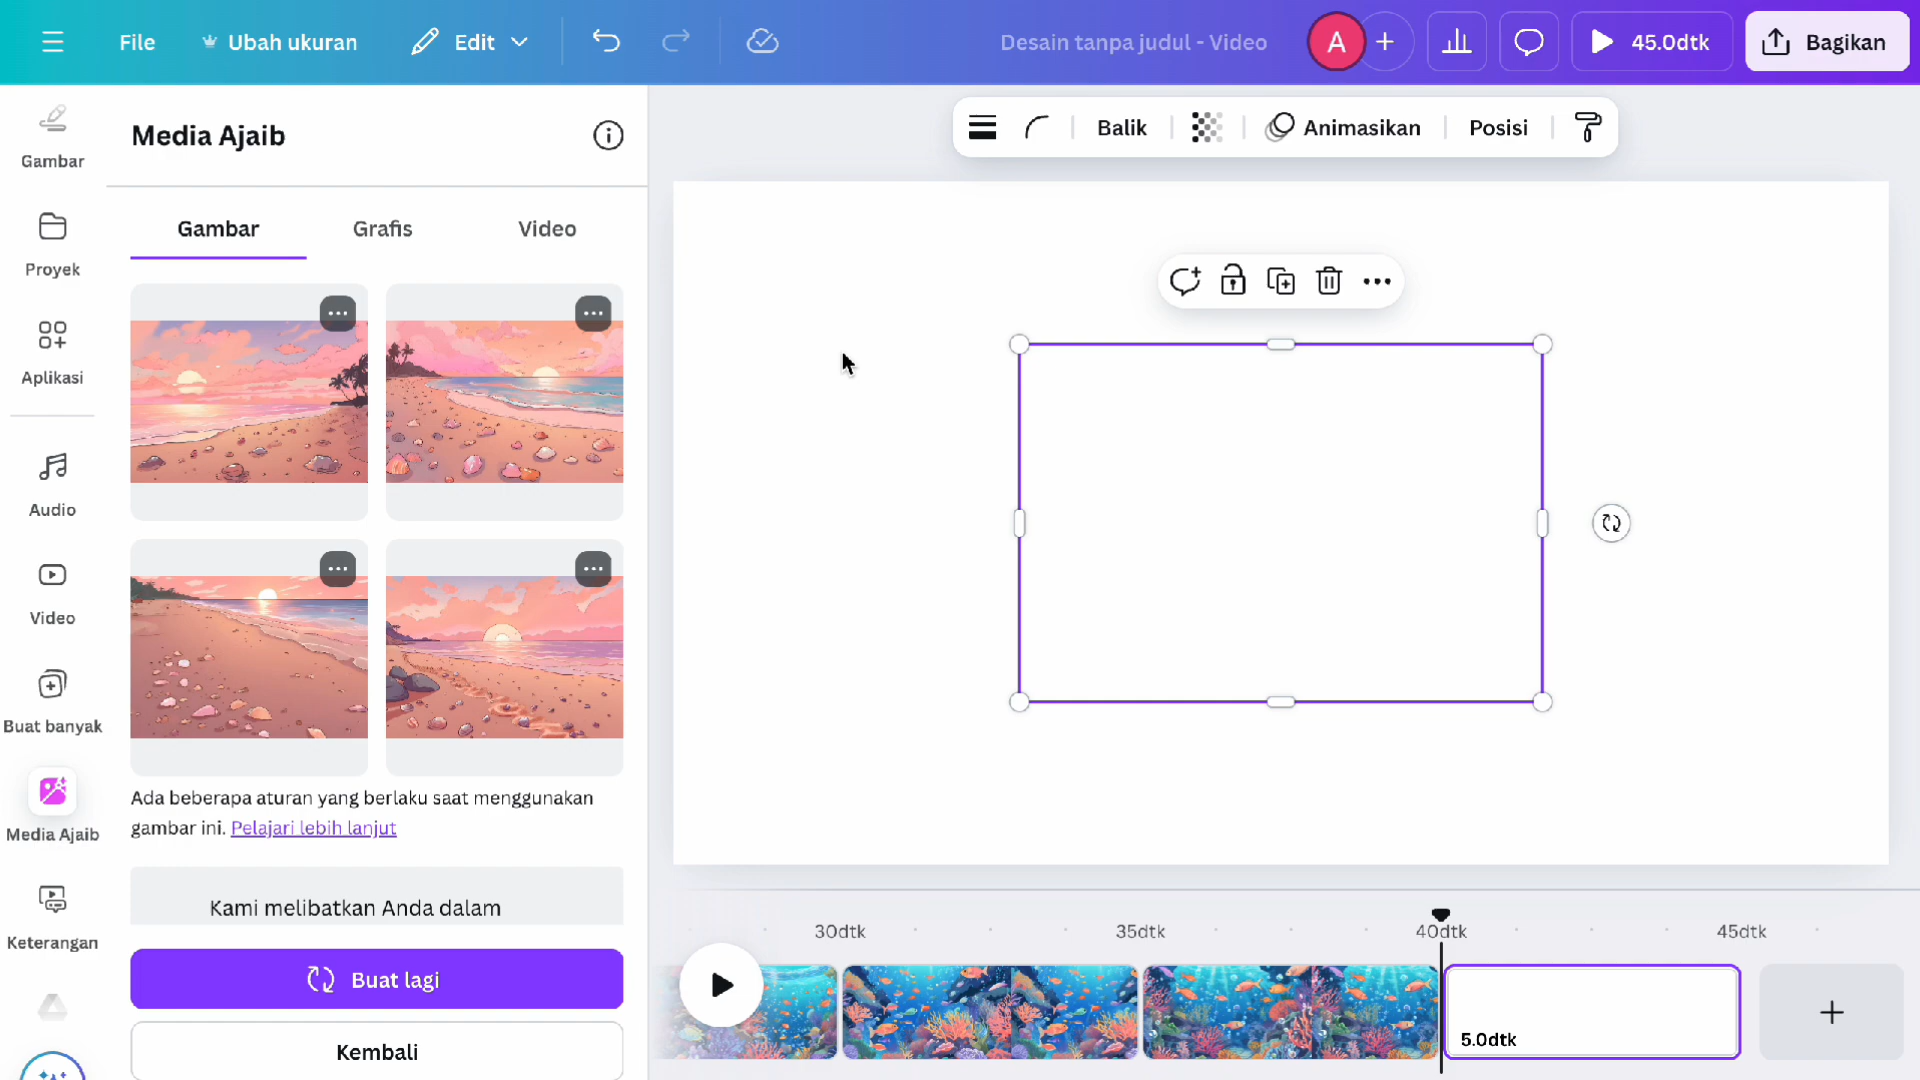 File
Ubah ukuran
Edit
Desain tanpa judul - Video
A
45.0dtk
Bagikan
Gambar
Proyek
Aplikasi
Audio
Video
Buat banyak
Media Ajaib
Keterangan
Media Ajaib
Gambar
Grafis
Video
Ada beberapa aturan yang berlaku saat menggunakan
gambar ini. Pelajari lebih lanjut
Kami melibatkan Anda dalam
Buat lagi
Kembali
Balik
Animasikan
Posisi
30dtk
35dtk
40dtk
45dtk
5.0dtk